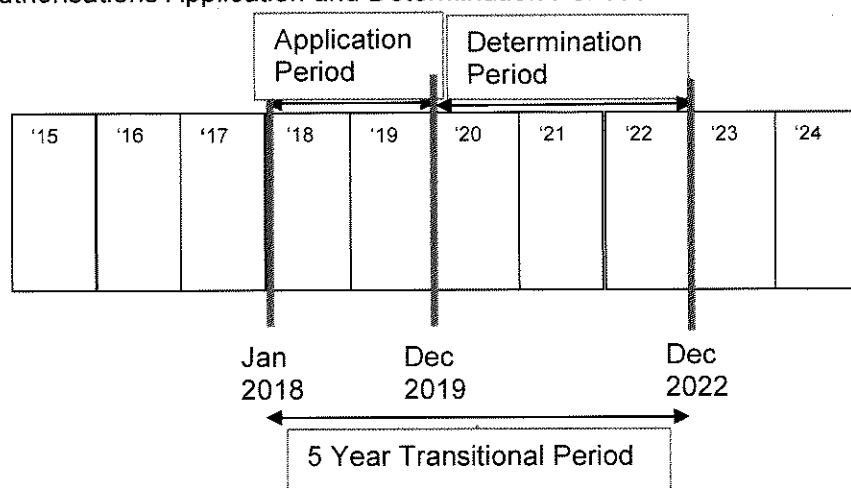 Application
Period
Determination
Period
'15 '16 '17 '18 '19 '20 '21 '22 '23 '24
Jan
2018
Dec
2019
Dec
2022
5 Year Transitional Period